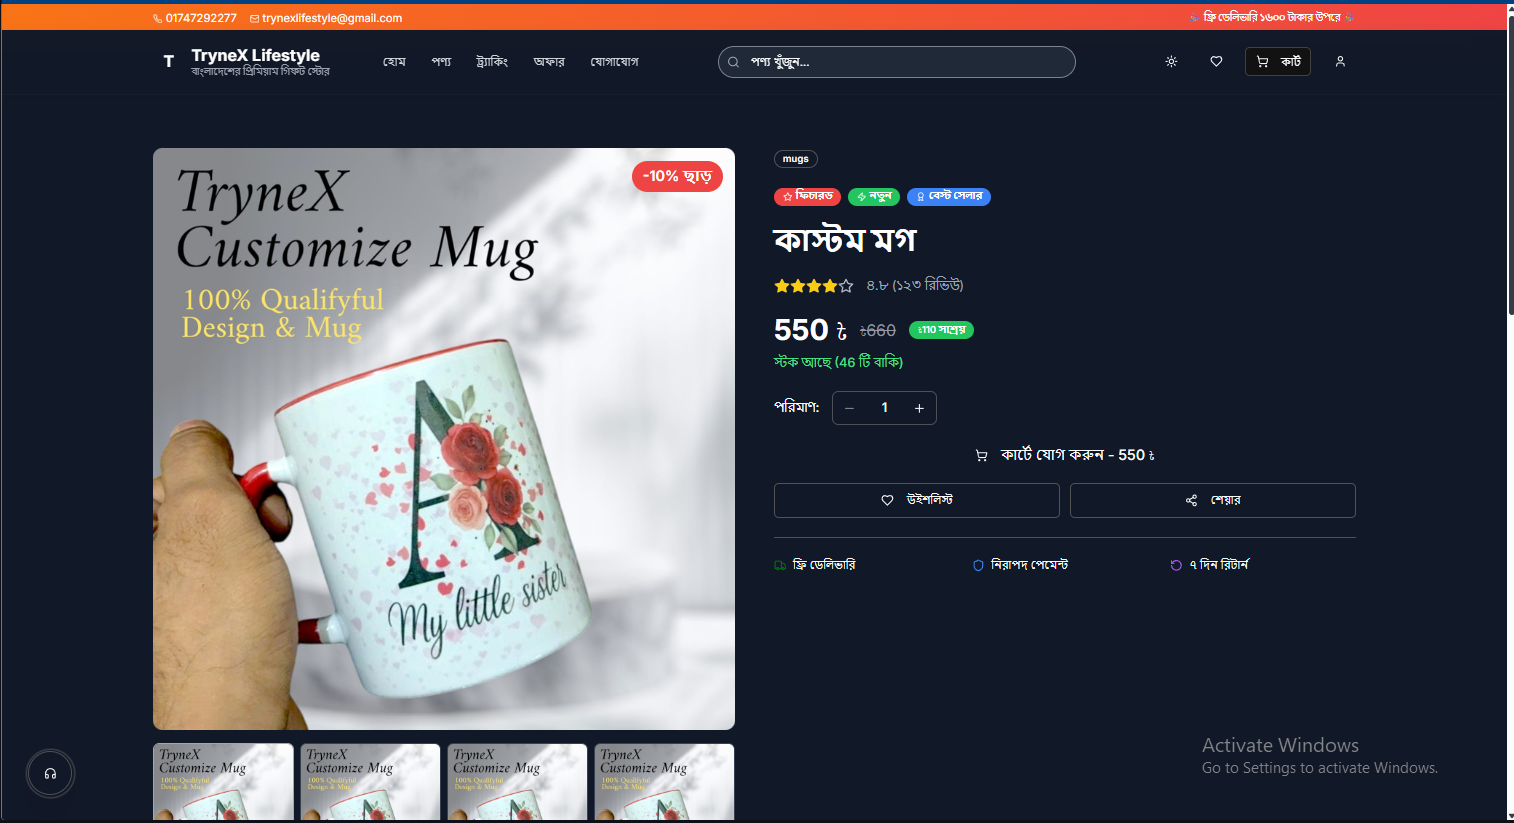 01747292277 trynexlifestyle@gmail.com
ফ্রি ডেলিভারি ১৬০০ টাকার উপরে
T TryneX Lifestyle
বাংলাদেশের প্রিমিয়াম গিফট স্টোর
হোম পণ্য ট্র্যাকিং অফার যোগাযোগ
পণ্য খুঁজুন...
কার্ট
TryneX
Customize Mug
100% Qualifyful
Design & Mug
-10% ছাড়
A
My little sister
mugs
ফিচারড নতুন বেস্ট সেলার
কাস্টম মগ
৪.৮ (১২৩ রিভিউ)
550 ৳ ৳660 ৳110 সাশ্রয়
স্টক আছে (46 টি বাকি)
পরিমাণ: − 1 +
কার্টে যোগ করুন - 550 ৳
উইশলিস্ট শেয়ার
ফ্রি ডেলিভারি নিরাপদ পেমেন্ট ৭ দিন রিটার্ন
TryneX TryneX TryneX TryneX
Customize Mug Customize Mug Customize Mug Customize Mug
100% Qualifyful 100% Qualifyful 100% Qualifyful 100% Qualifyful
Design & Mug Design & Mug Design & Mug Design & Mug
Activate Windows
Go to Settings to activate Windows.